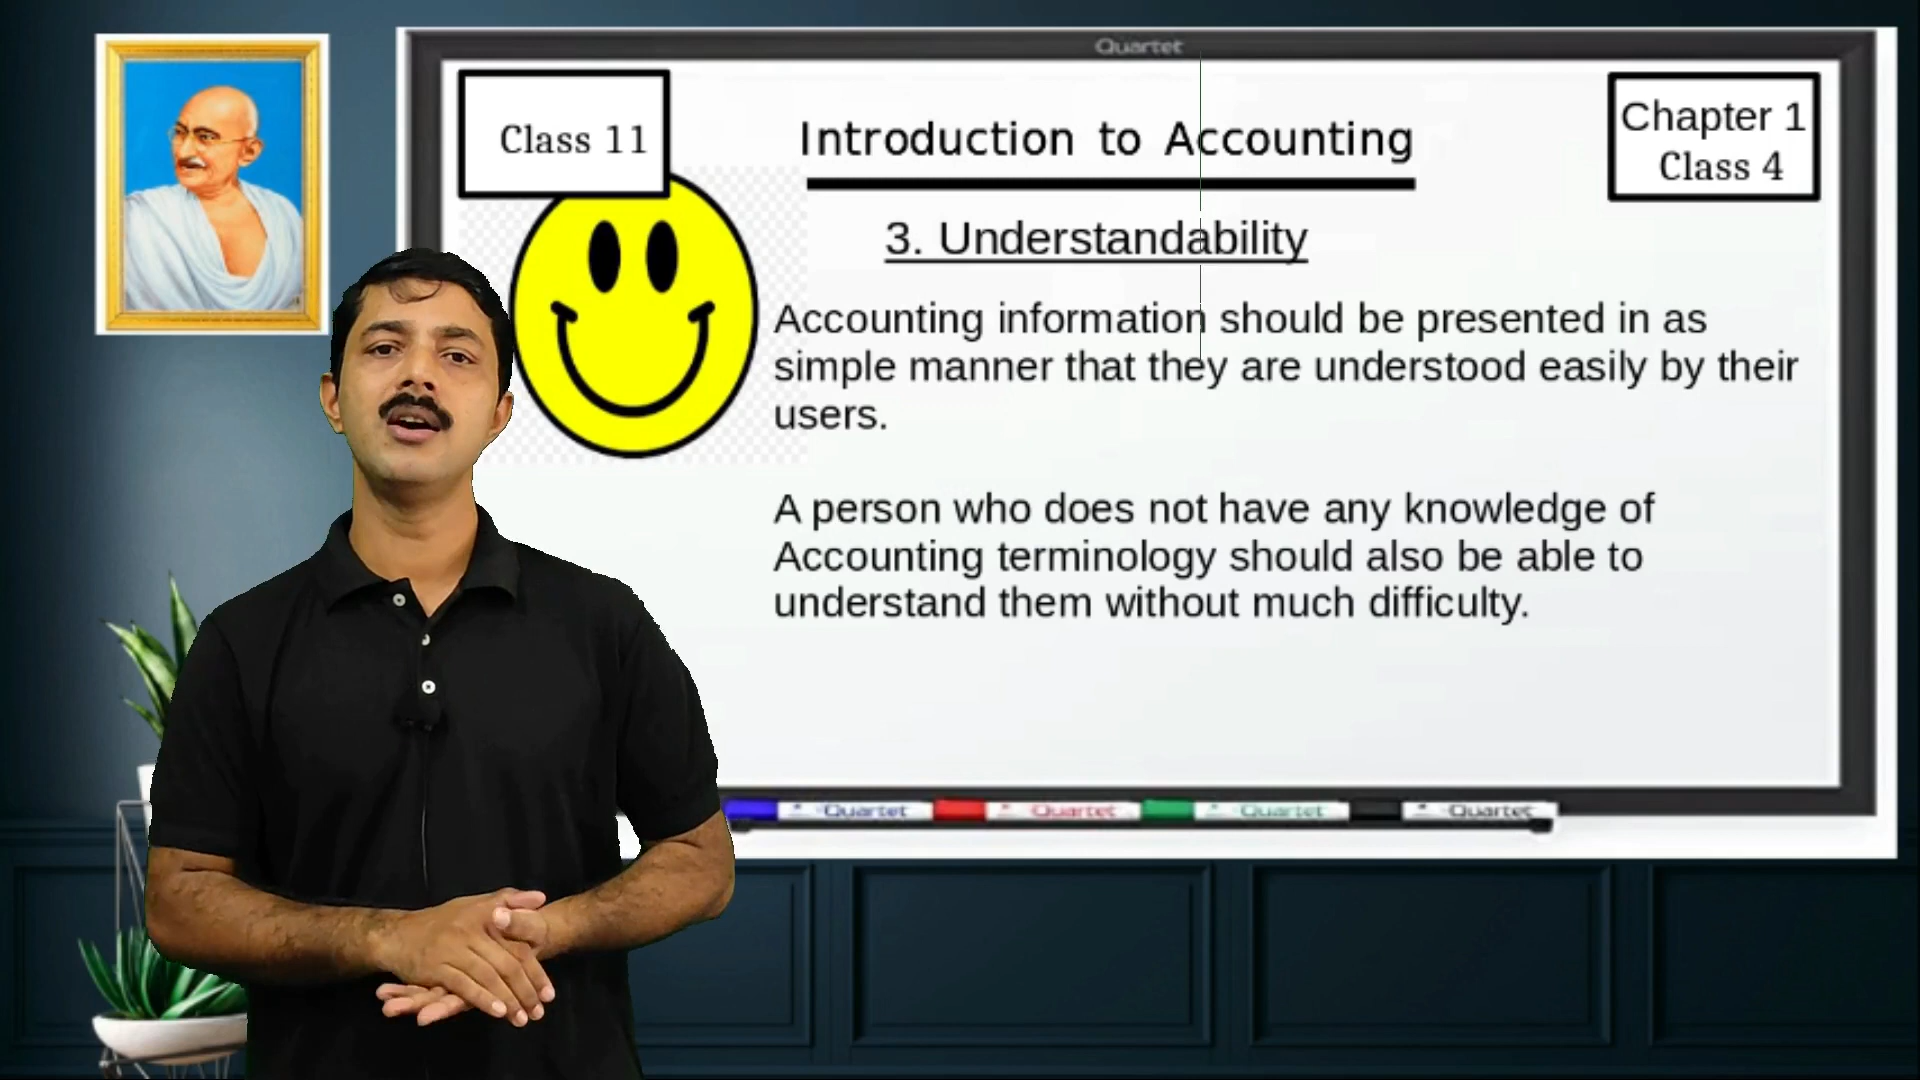 Quartet
Class 11
Introduction to Accounting
Chapter 1
Class 4
3. Understandability
Accounting information should be presented in as
simple manner that they are understood easily by their
users.
A person who does not have any knowledge of
Accounting terminology should also be able to
understand them without much difficulty.
Quartet Quartet Quartet Quartet